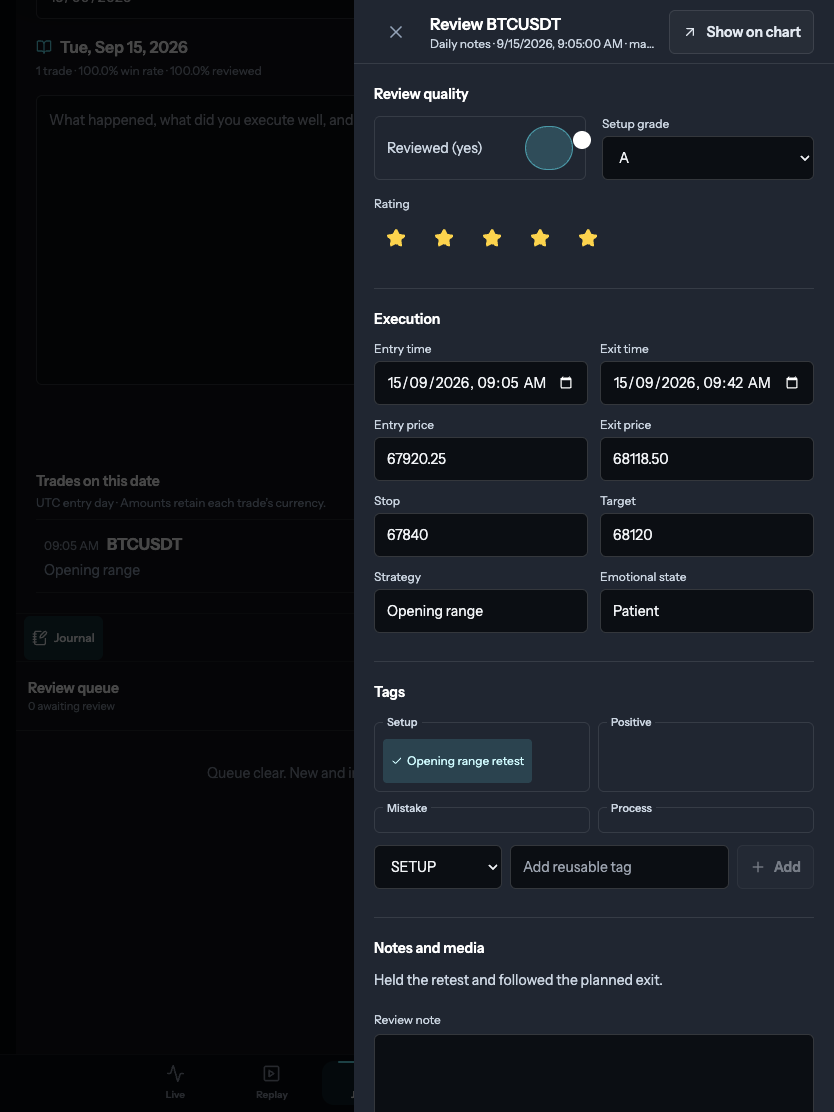 Tue, Sep 15, 2026
1 trade · 100.0% win rate · 100.0% reviewed
What happened, what did you execute well, and
Trades on this date
UTC entry day · Amounts retain each trade's currency.
09:05 AM BTCUSDT
Opening range
Journal
Review queue
0 awaiting review
Queue clear. New and
Live
Replay
Review BTCUSDT
Daily notes · 9/15/2026, 9:05:00 AM · ma...
Show on chart
Review quality
Reviewed (yes)
Setup grade
A
Rating
Execution
Entry time
Exit time
15/09/2026, 09:05 AM
15/09/2026, 09:42 AM
Entry price
Exit price
67920.25
68118.50
Stop
Target
67840
68120
Strategy
Emotional state
Opening range
Patient
Tags
Setup
Positive
✓ Opening range retest
Mistake
Process
SETUP
Add reusable tag
+ Add
Notes and media
Held the retest and followed the planned exit.
Review note